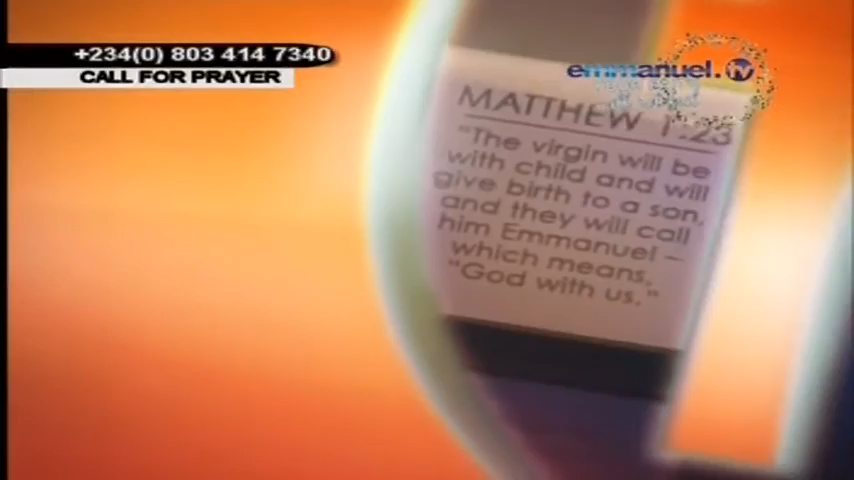 +234(0) 803 414 7340
CALL FOR PRAYER
emmanuel.tv
MATTHEW 1:23
"The virgin will be
with child and will
give birth to a son,
and they will call
him Emmanuel –
which means,
"God with us."